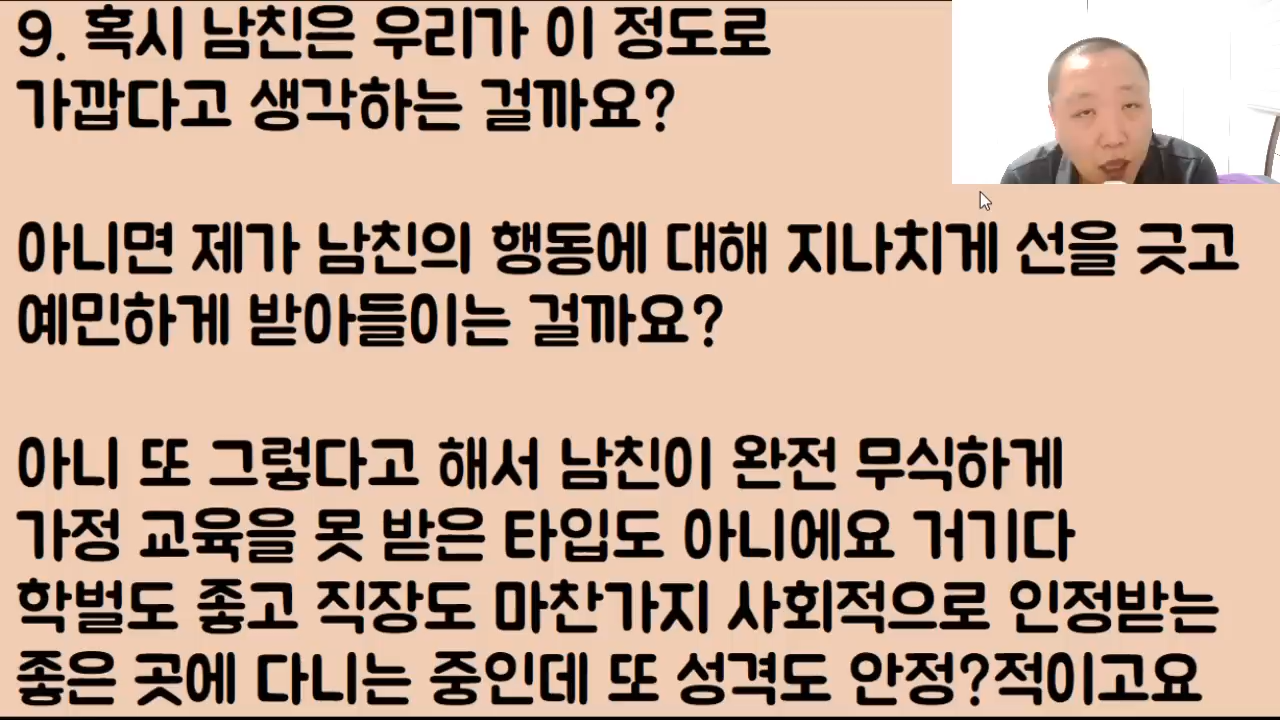 9. 혹시 남친은 우리가 이 정도로
가깝다고 생각하는 걸까요?
아니면 제가 남친의 행동에 대해 지나치게 선을 긋고
예민하게 받아들이는 걸까요?
아니 또 그렇다고 해서 남친이 완전 무식하게
가정 교육을 못 받은 타입도 아니에요 거기다
학벌도 좋고 직장도 마찬가지 사회적으로 인정받는
좋은 곳에 다니는 중인데 또 성격도 안정?적이고요